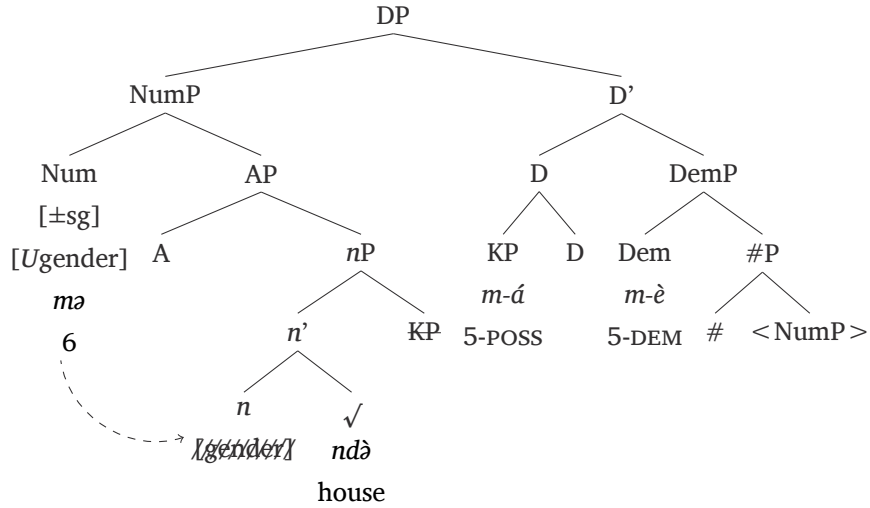 DP
NumP D’
Num AP D DemP
[±sg]
[Ugender] A nP KP D Dem #P
mə m-á m-è
6 n’ KP 5-POSS 5-DEM # <NumP>
n √
[gender] ndə̀
house